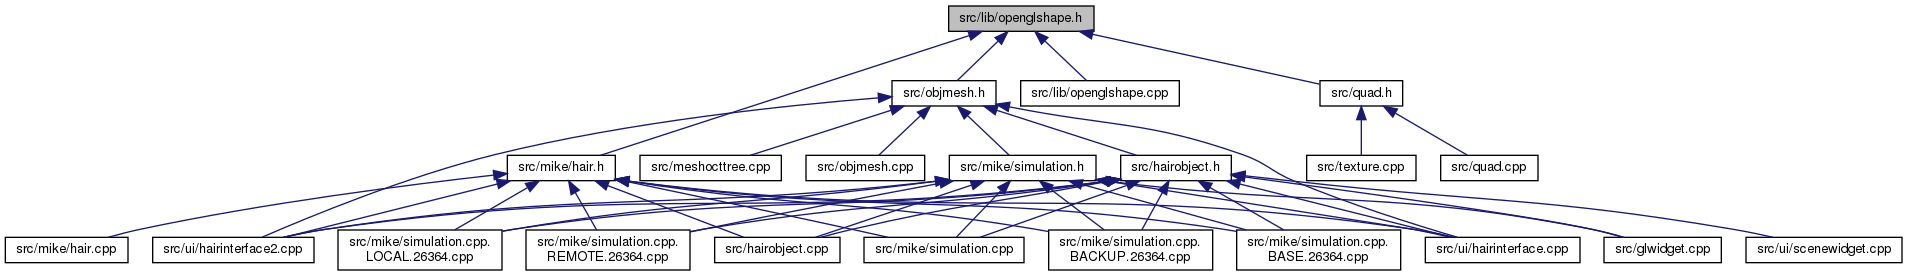 src/lib/openglshape.h
src/objmesh.h
src/lib/openglshape.cpp
src/quad.h
src/mike/hair.h
src/meshocttree.cpp
src/objmesh.cpp
src/mike/simulation.h
src/hairobject.h
src/texture.cpp
src/quad.cpp
src/mike/hair.cpp
src/ui/hairinterface2.cpp
src/mike/simulation.cpp.
LOCAL.26364.cpp
src/mike/simulation.cpp.
REMOTE.26364.cpp
src/hairobject.cpp
src/mike/simulation.cpp
src/mike/simulation.cpp.
BACKUP.26364.cpp
src/mike/simulation.cpp.
BASE.26364.cpp
src/ui/hairinterface.cpp
src/glwidget.cpp
src/ui/scenewidget.cpp